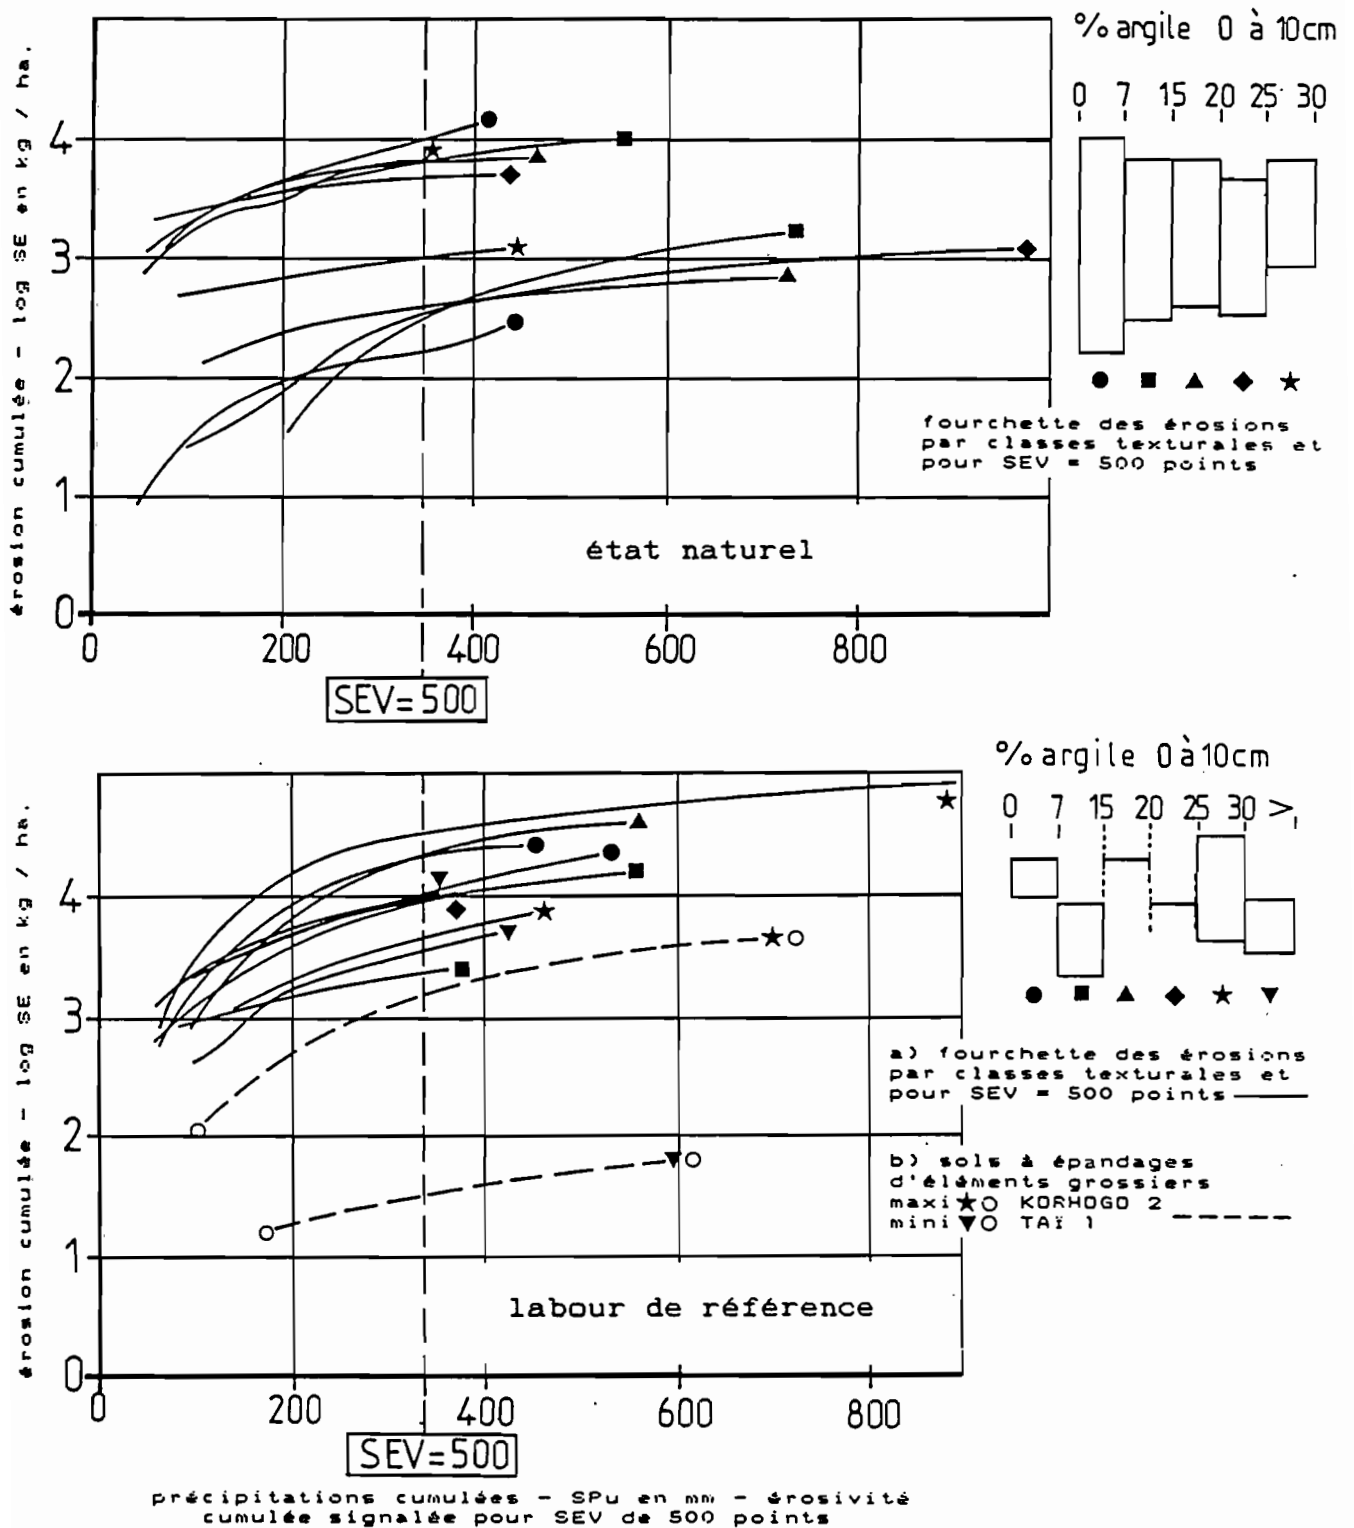 % argile 0 à 10cm
0 7 15 20 25 30
érosion cumulée - log SE en kg / ha.
4
3
2
1
0
fourchette des érosions
par classes texturales et
pour SEV = 500 points
état naturel
0 200 400 600 800
SEV=500
% argile 0 à 10cm
0 7 15 20 25 30 >
érosion cumulée - log SE en kg / ha.
4
3
2
1
0
a) fourchette des érosions
par classes texturales et
pour SEV = 500 points
b) sols à épandages
d'éléments grossiers
maxi ★○ KORHOGO 2
mini ▼○ TAÏ 1
labour de référence
0 200 400 600 800
SEV=500
précipitations cumulées - SPu en mm - érosivité
cumulée signalée pour SEV de 500 points